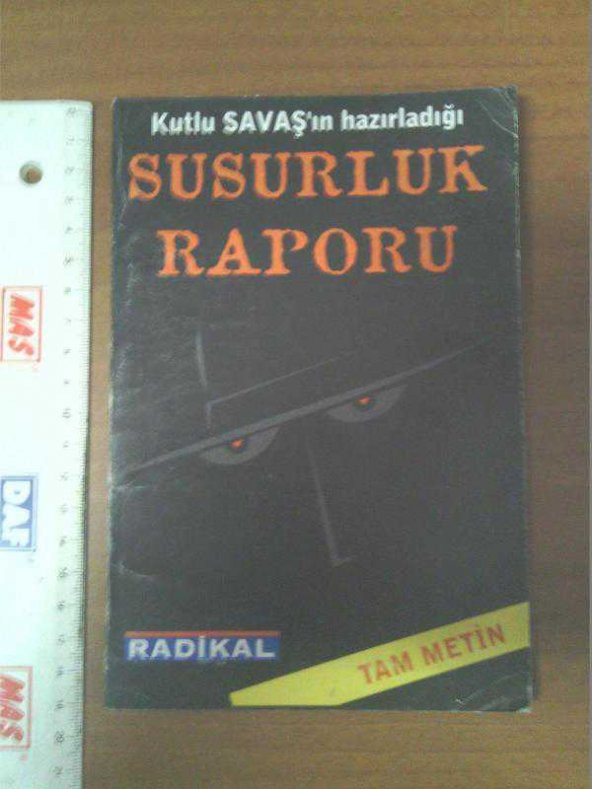 Kutlu SAVAŞ'ın hazırladığı
SUSURLUK
RAPORU
RADİKAL
TAM METİN
MAS
DAF
MAS